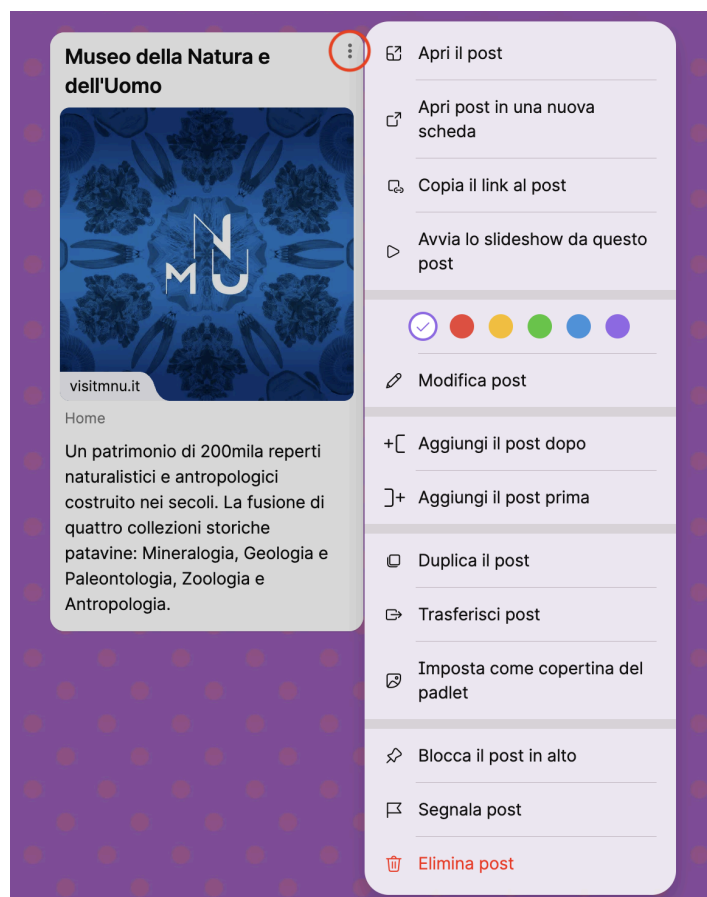 Museo della Natura e
dell'Uomo
N
M U
visitmnu.it
Home
Un patrimonio di 200mila reperti
naturalistici e antropologici
costruito nei secoli. La fusione di
quattro collezioni storiche
patavine: Mineralogia, Geologia e
Paleontologia, Zoologia e
Antropologia.
Apri il post
Apri post in una nuova
scheda
Copia il link al post
Avvia lo slideshow da questo
post
Modifica post
Aggiungi il post dopo
Aggiungi il post prima
Duplica il post
Trasferisci post
Imposta come copertina del
padlet
Blocca il post in alto
Segnala post
Elimina post